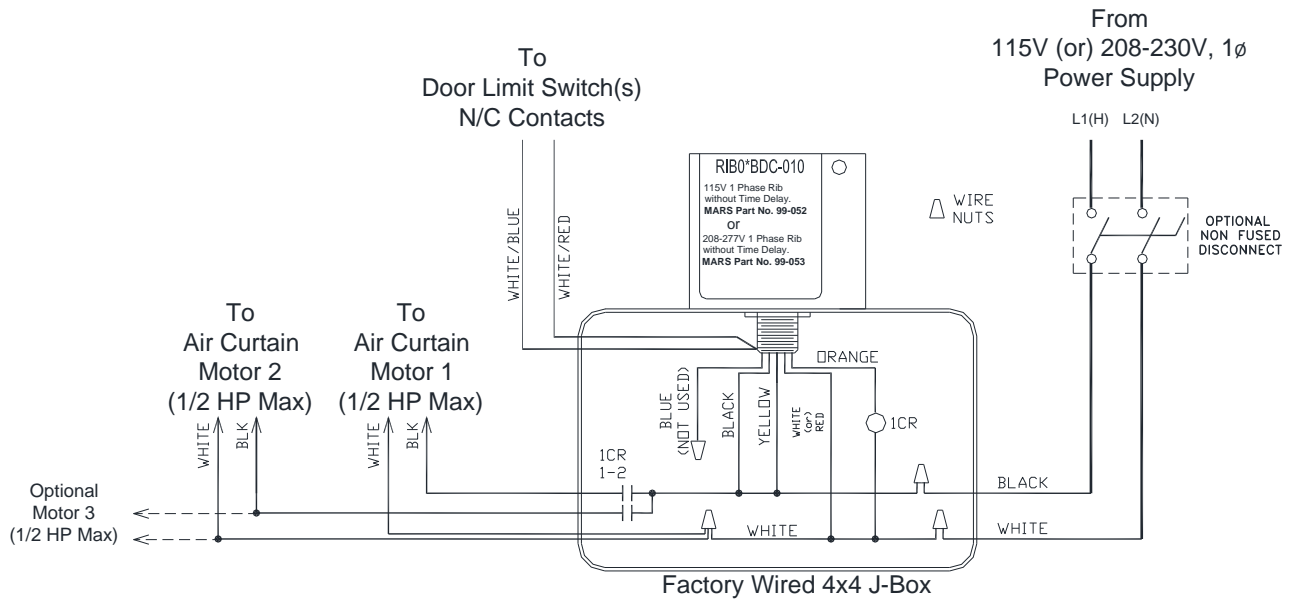 From
115V (or) 208-230V, 1ø
Power Supply
L1(H) L2(N)
To
Door Limit Switch(s)
N/C Contacts
RIB0*BDC-010
115V 1 Phase Rib
without Time Delay.
MARS Part No. 99-052
or
208-277V 1 Phase Rib
without Time Delay.
MARS Part No. 99-053
WIRE
NUTS
OPTIONAL
NON FUSED
DISCONNECT
WHITE/BLUE
WHITE/RED
To
Air Curtain
Motor 2
(1/2 HP Max)
To
Air Curtain
Motor 1
(1/2 HP Max)
WHITE
BLK
WHITE
BLK
BLUE
(NOT USED)
BLACK
YELLOW
WHITE
(or)
RED
ORANGE
1CR
1CR
1-2
BLACK
WHITE
WHITE
Optional
Motor 3
(1/2 HP Max)
Factory Wired 4x4 J-Box